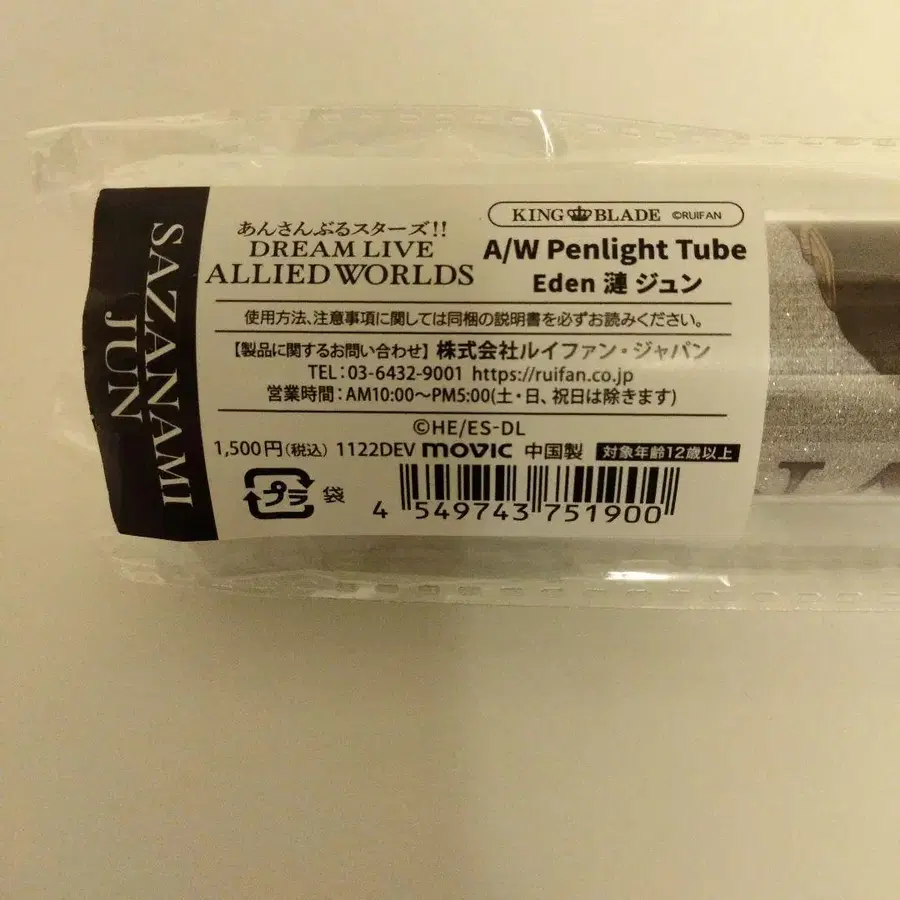 SAZANAMI
JUN
あんさんぶるスターズ!!
DREAM LIVE
ALLIED WORLDS
KING BLADE ©RUIFAN
A/W Penlight Tube
Eden 漣 ジュン
使用方法、注意事項に関しては同梱の説明書を必ずお読みください。
【製品に関するお問い合わせ】株式会社ルイファン・ジャパン
TEL:03-6432-9001 https://ruifan.co.jp
営業時間:AM10:00～PM5:00(土・日、祝日は除きます)
©HE/ES-DL
1,500円(税込) 1122DEV movic 中国製 対象年齢12歳以上
プラ 袋
4 549743 751900